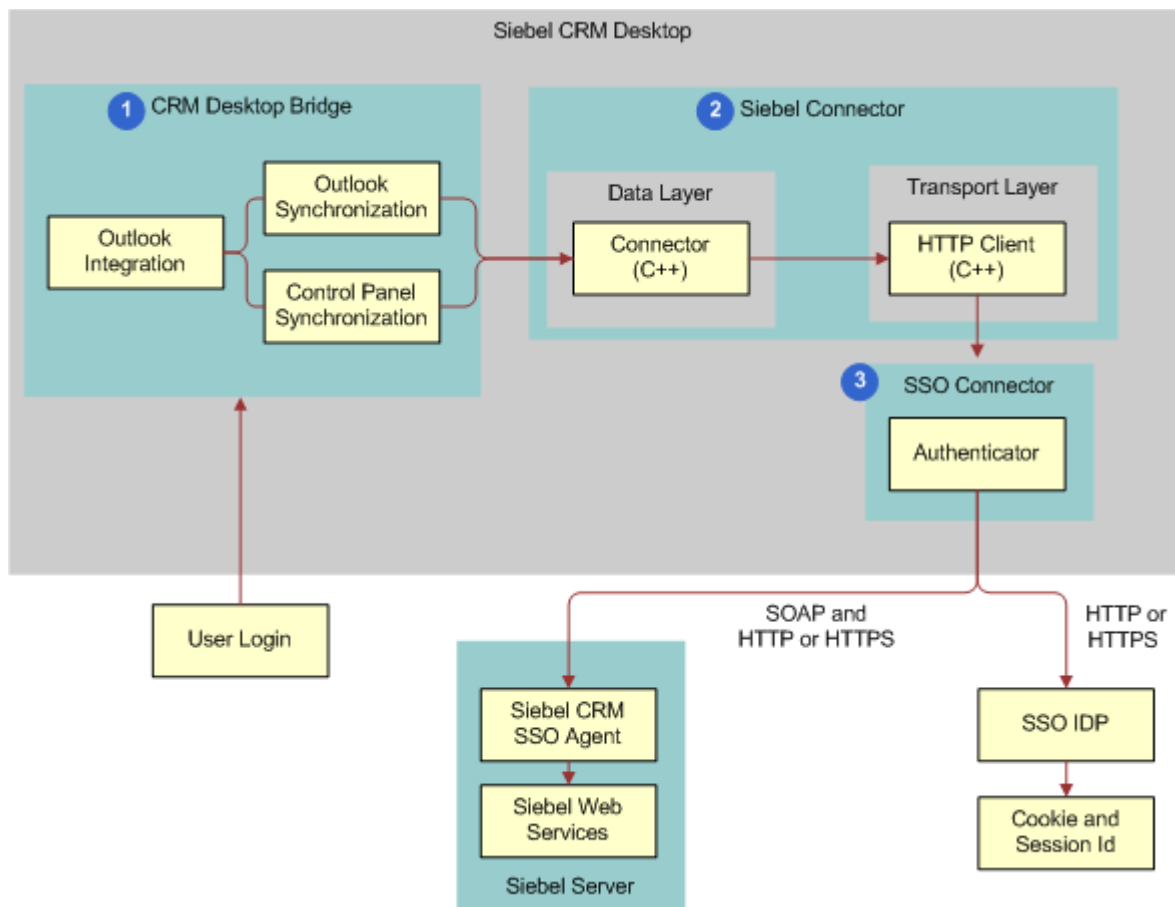 Siebel CRM Desktop
1
CRM Desktop Bridge
2
Siebel Connector
Outlook
Integration
Outlook
Synchronization
Control Panel
Synchronization
Data Layer
Connector
(C++)
Transport Layer
HTTP Client
(C++)
3
SSO Connector
Authenticator
User Login
SOAP and
HTTP or HTTPS
HTTP or
HTTPS
Siebel CRM
SSO Agent
Siebel Web
Services
Siebel Server
SSO IDP
Cookie and
Session Id